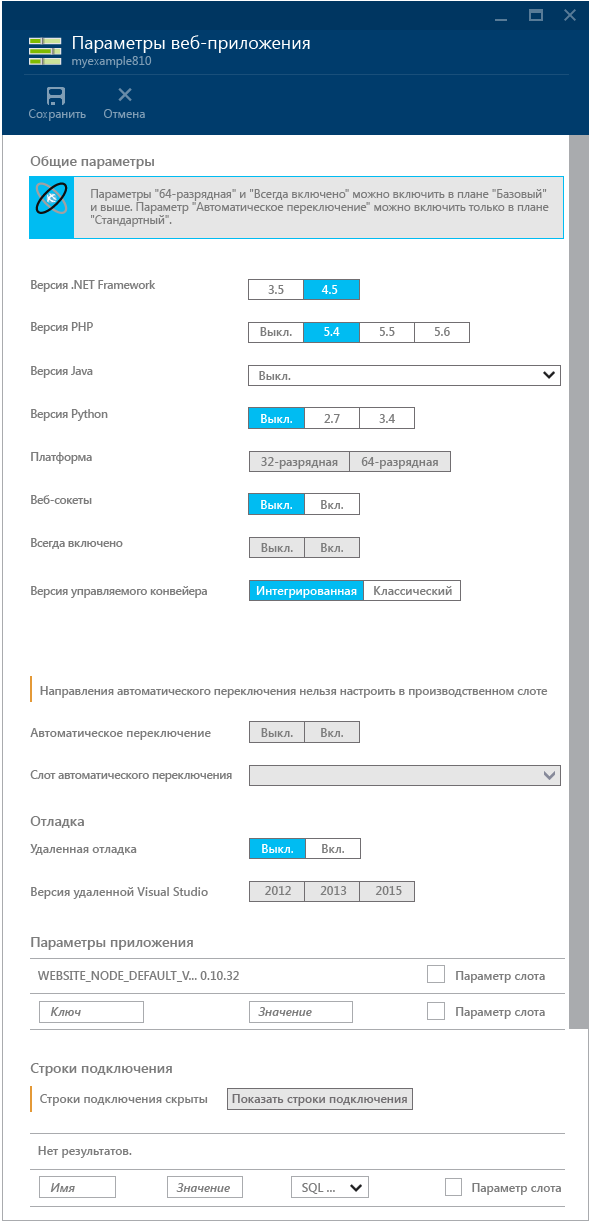 Параметры веб-приложения
myexample810
Сохранить Отмена
Общие параметры
Параметры "64-разрядная" и "Всегда включено" можно включить в плане "Базовый"
и выше. Параметр "Автоматическое переключение" можно включить только в плане
"Стандартный".
Версия .NET Framework 3.5 4.5
Версия PHP Выкл. 5.4 5.5 5.6
Версия Java Выкл.
Версия Python Выкл. 2.7 3.4
Платформа 32-разрядная 64-разрядная
Веб-сокеты Выкл. Вкл.
Всегда включено Выкл. Вкл.
Версия управляемого конвейера Интегрированная Классический
Направления автоматического переключения нельзя настроить в производственном слоте
Автоматическое переключение Выкл. Вкл.
Слот автоматического переключения
Отладка
Удаленная отладка Выкл. Вкл.
Версия удаленной Visual Studio 2012 2013 2015
Параметры приложения
WEBSITE_NODE_DEFAULT_V... 0.10.32 Параметр слота
Ключ Значение Параметр слота
Строки подключения
Строки подключения скрыты Показать строки подключения
Нет результатов.
Имя Значение SQL ... Параметр слота